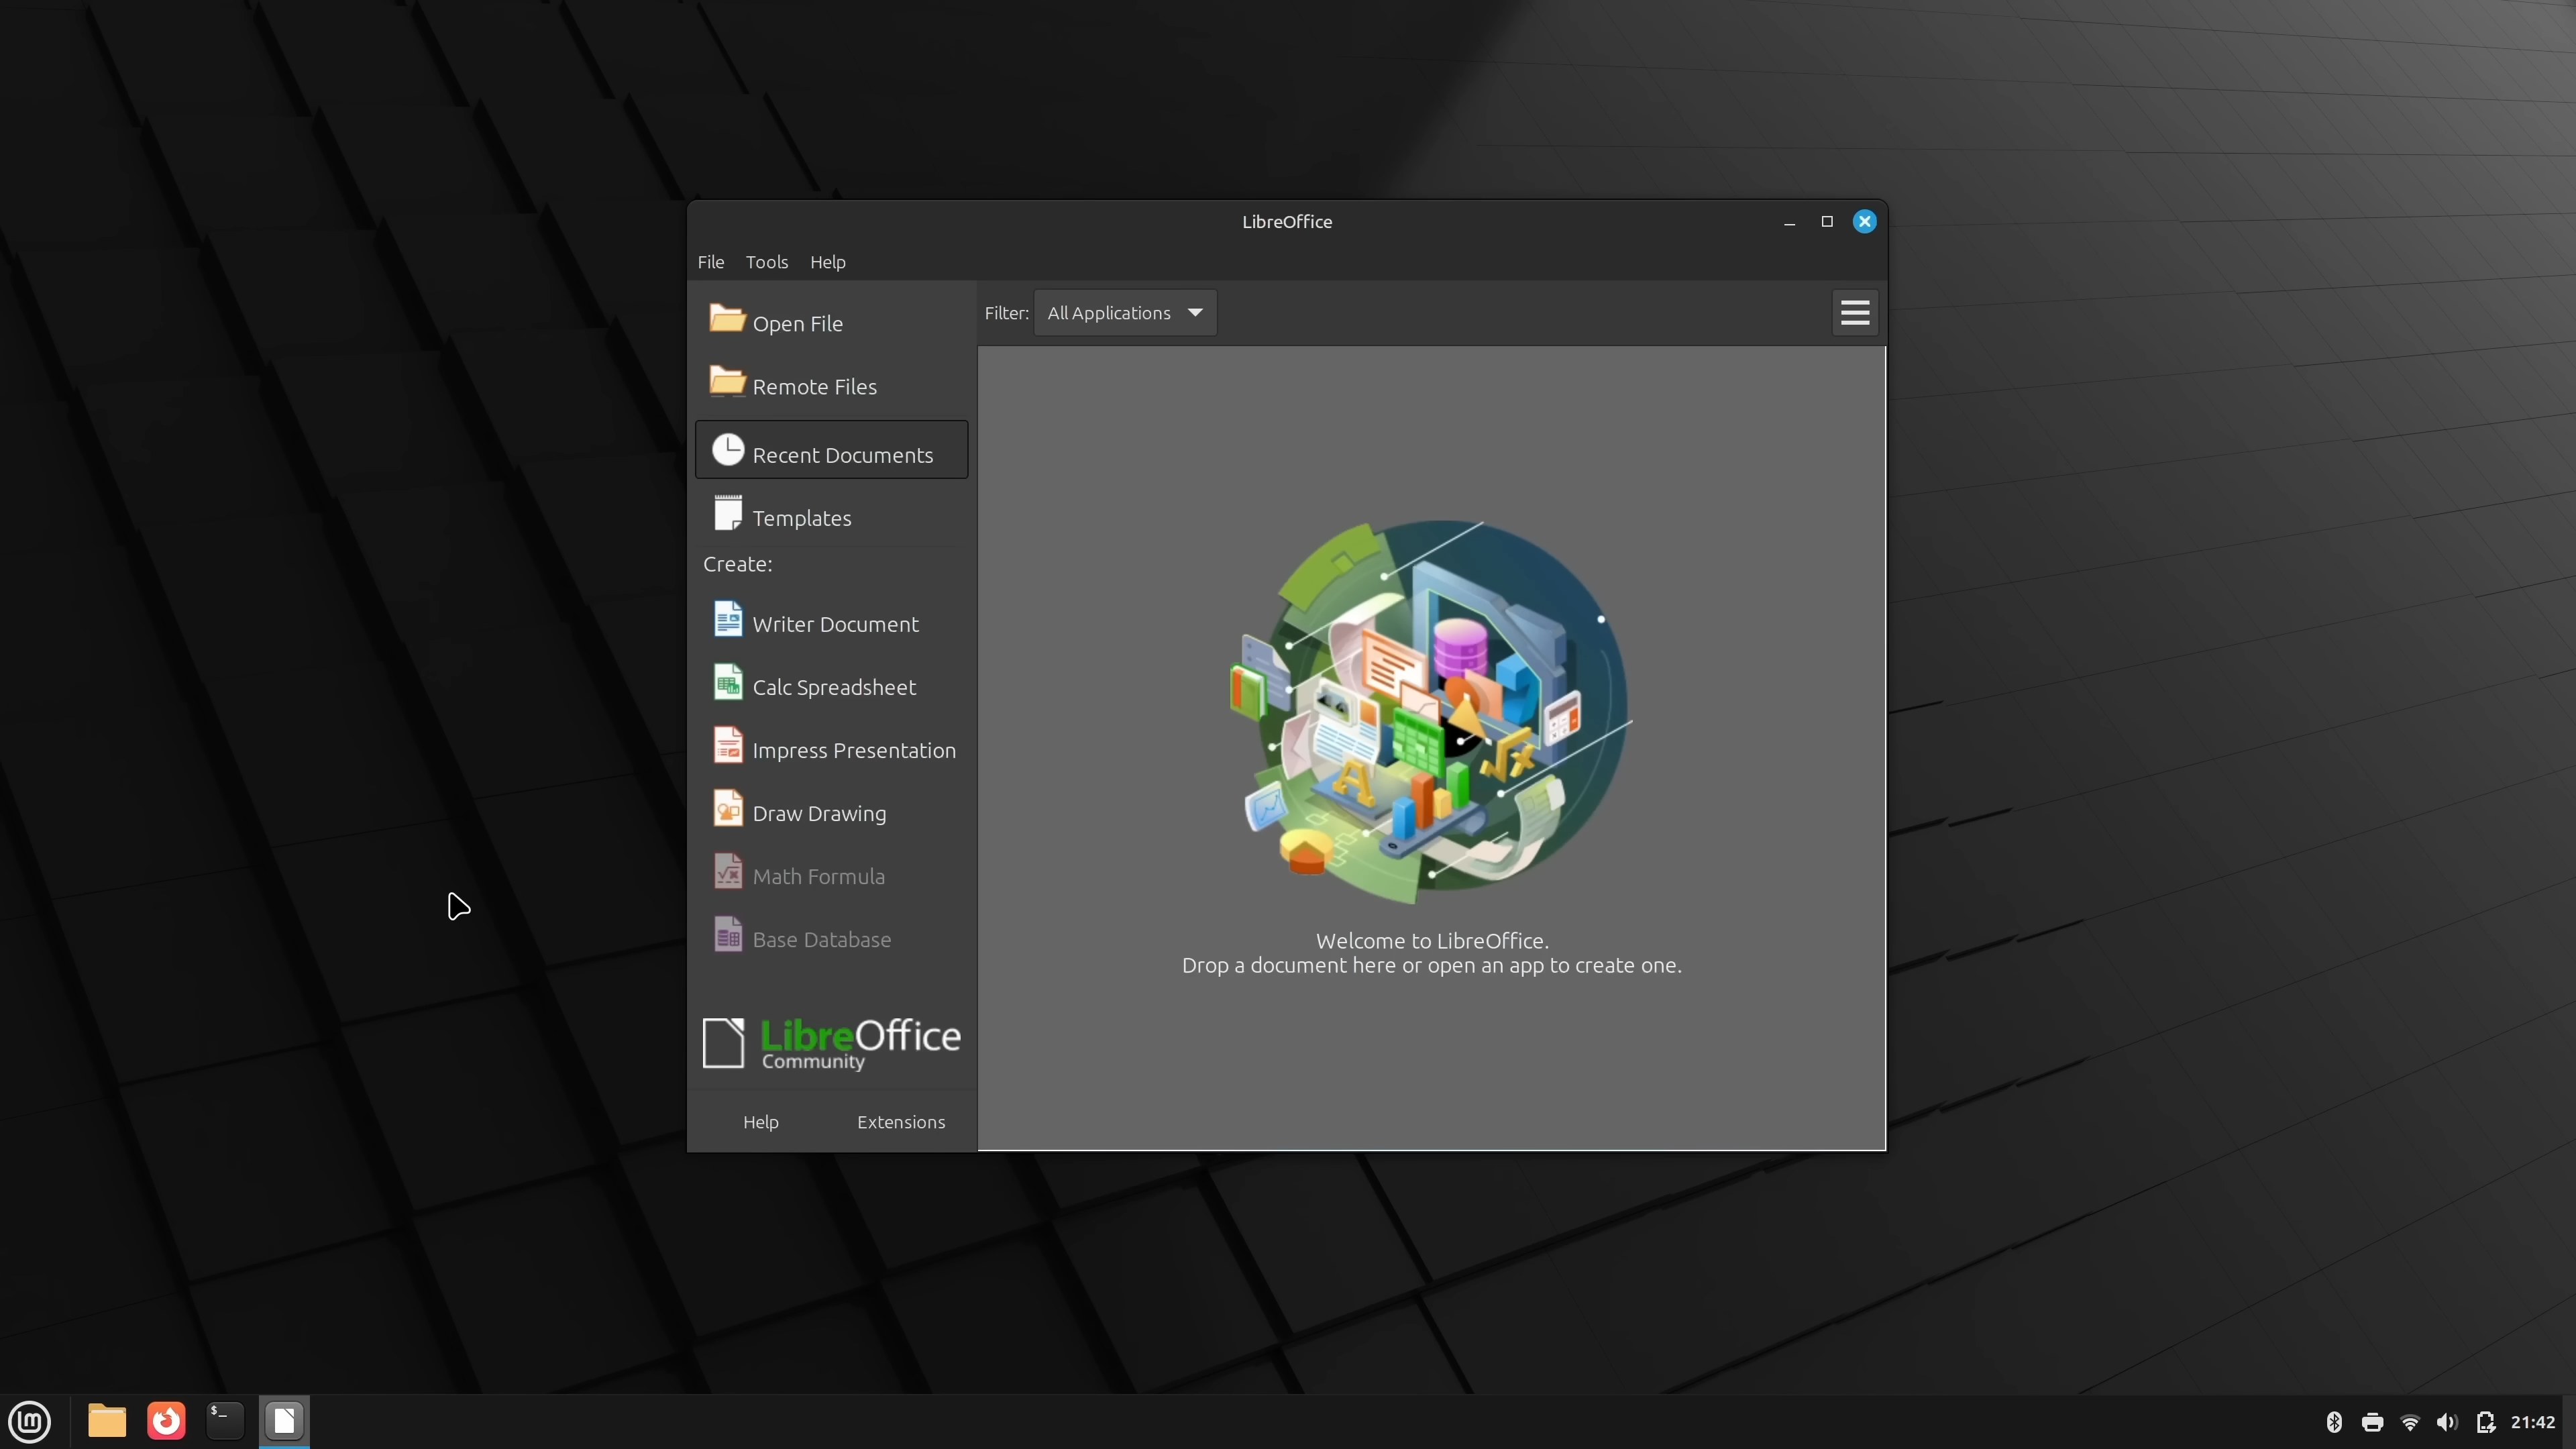 LibreOffice
File Tools Help
Open File
Remote Files
Recent Documents
Templates
Create:
Writer Document
Calc Spreadsheet
Impress Presentation
Draw Drawing
Math Formula
Base Database
LibreOffice
Community
Help Extensions
Filter: All Applications
Welcome to LibreOffice.
Drop a document here or open an app to create one.
$_
21:42